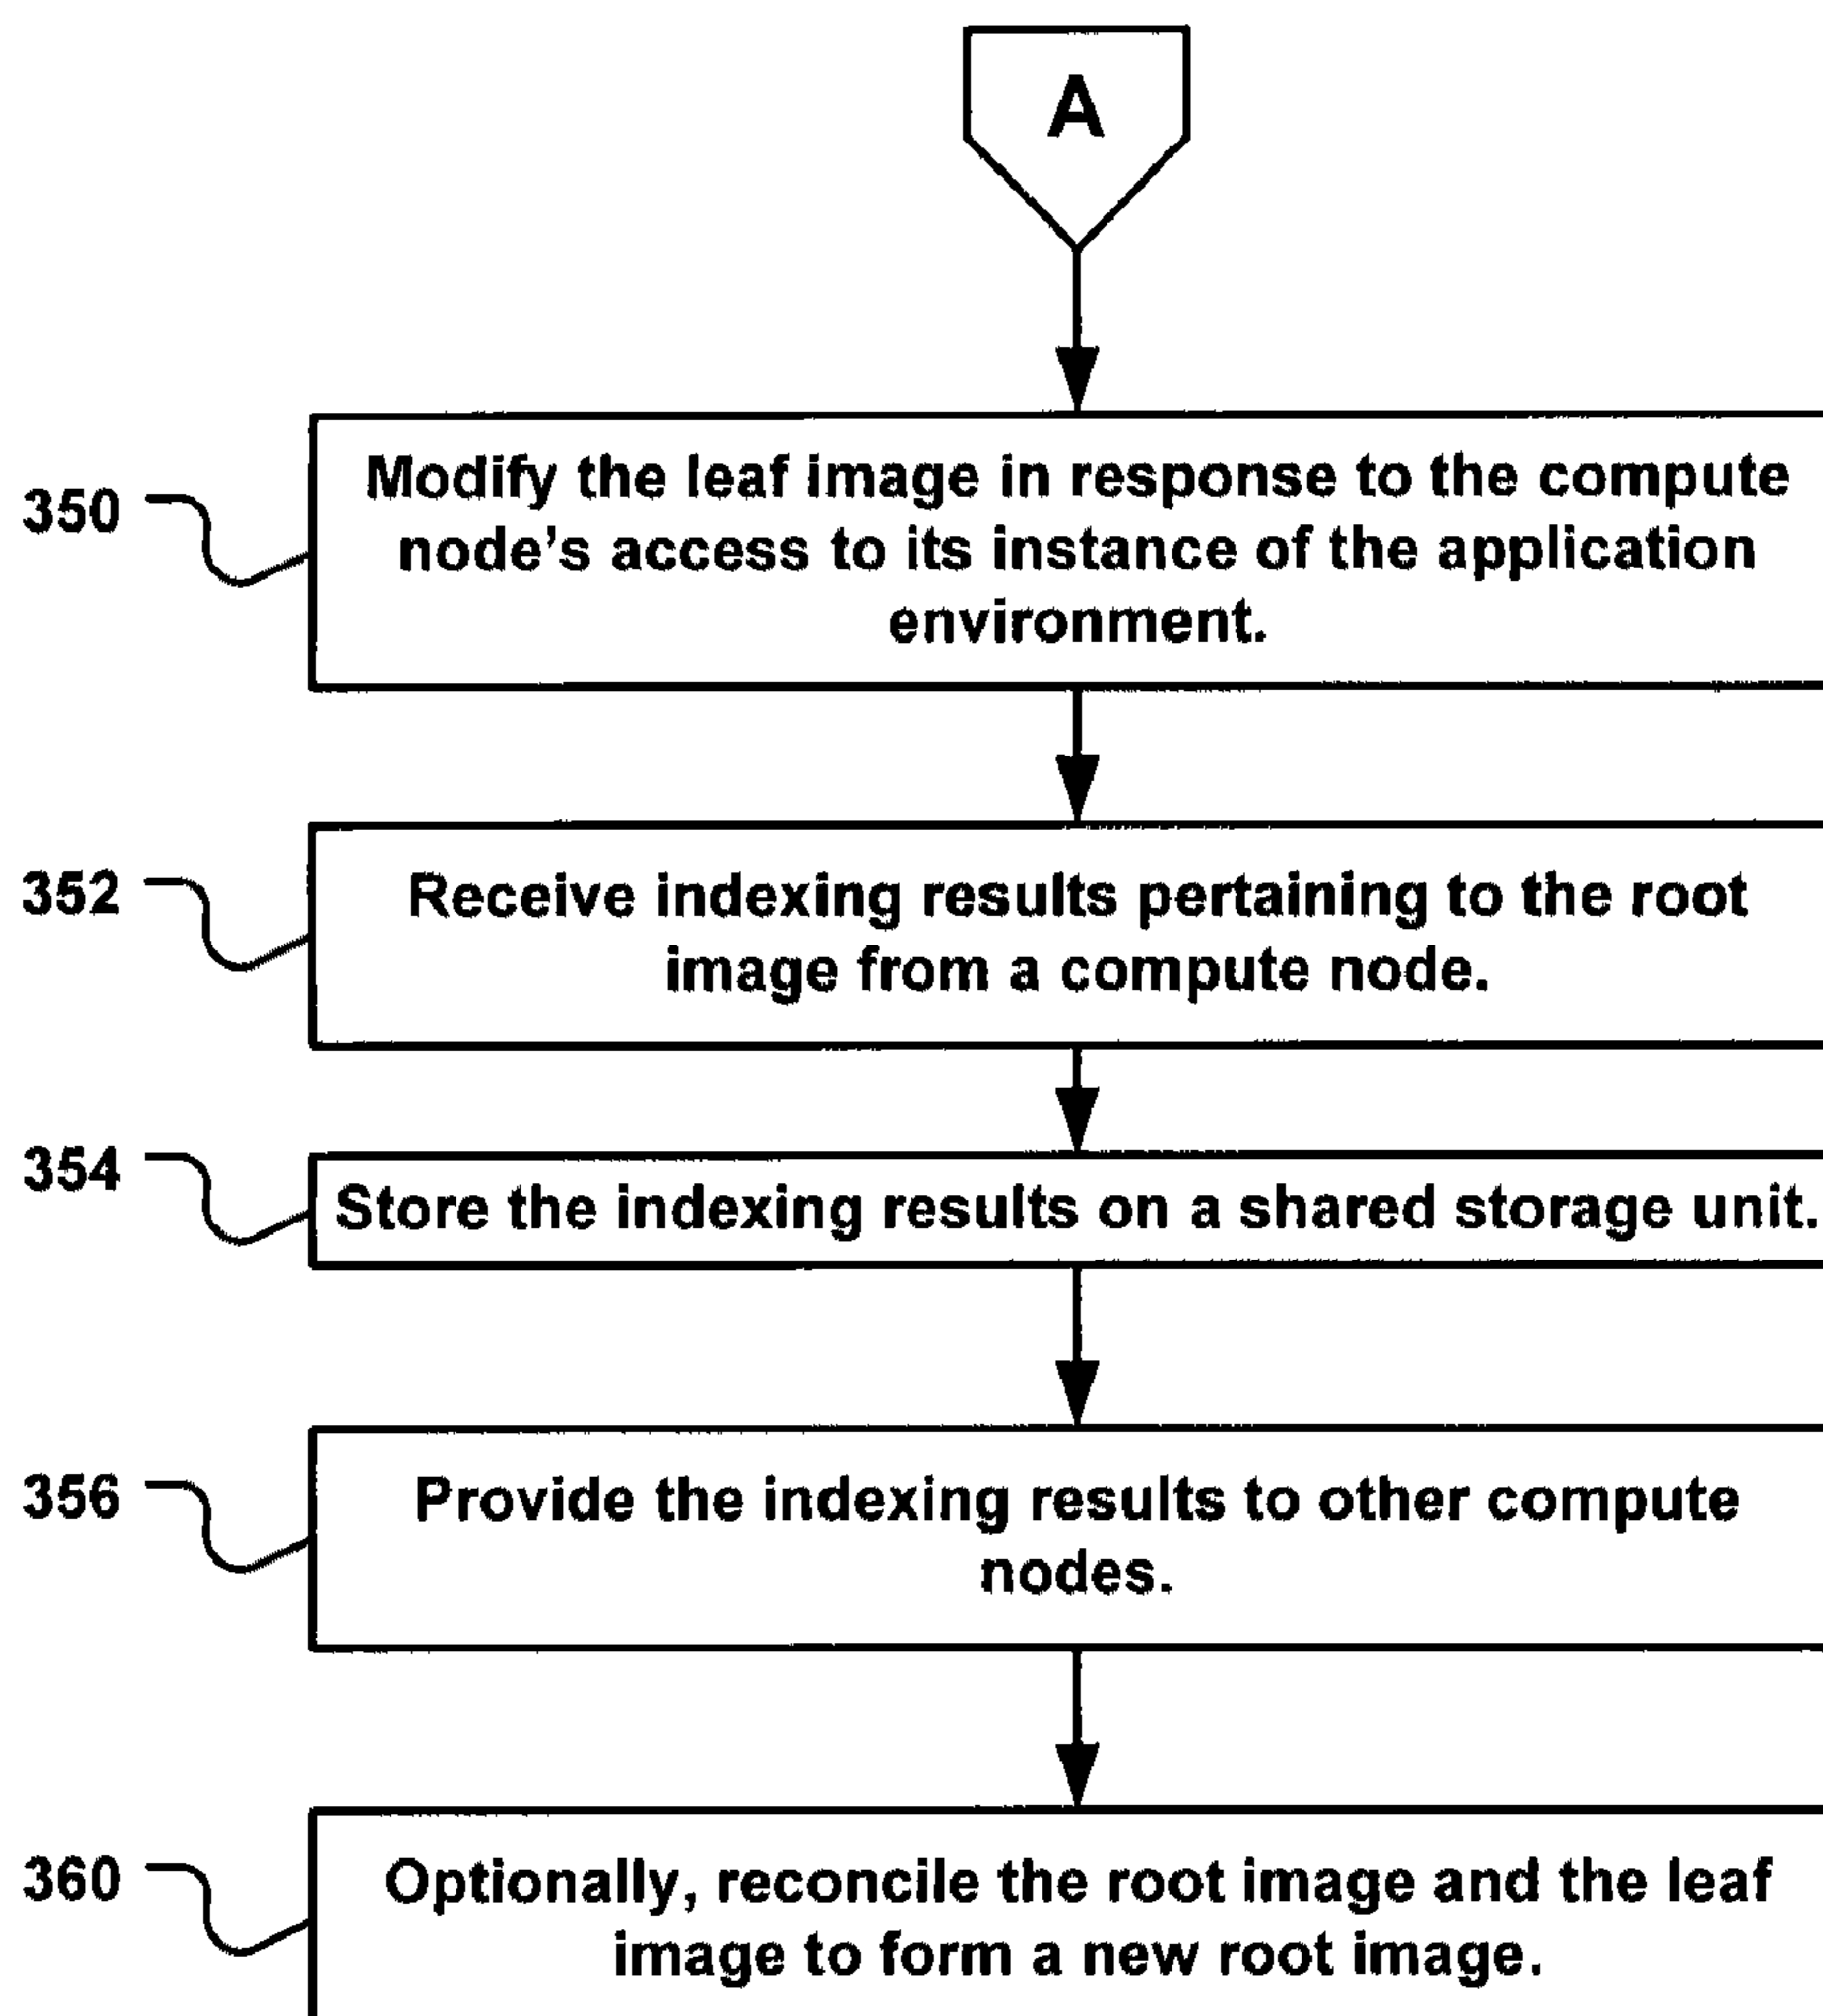 A
350
Modify the leaf image in response to the compute
node's access to its instance of the application
environment.
352
Receive indexing results pertaining to the root
image from a compute node.
354
Store the indexing results on a shared storage unit.
356
Provide the indexing results to other compute
nodes.
360
Optionally, reconcile the root image and the leaf
image to form a new root image.